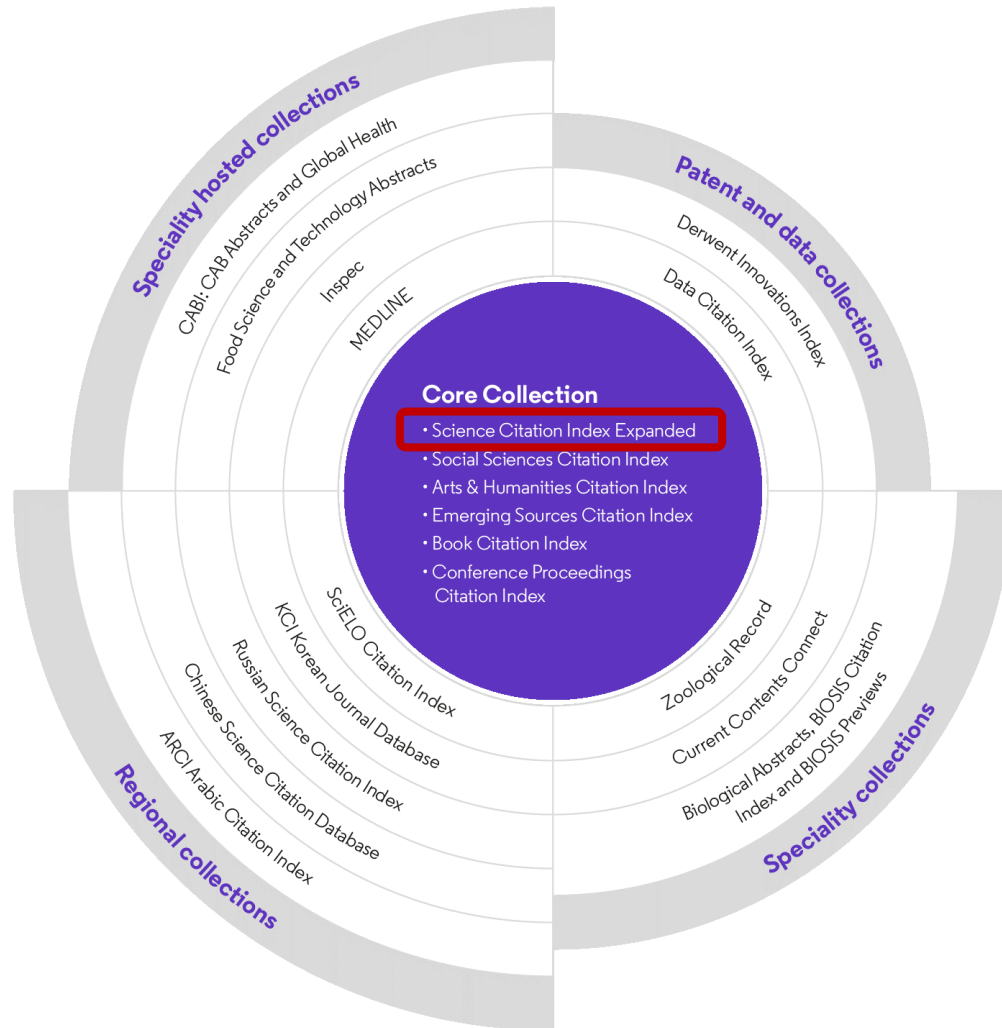 Speciality hosted collections
CABI: CAB Abstracts and Global Health
Food Science and Technology Abstracts
Inspec
MEDLINE
Patent and data collections
Derwent Innovations Index
Data Citation Index
Core Collection
• Science Citation Index Expanded
• Social Sciences Citation Index
• Arts & Humanities Citation Index
• Emerging Sources Citation Index
• Book Citation Index
• Conference Proceedings
Citation Index
SciELO Citation Index
KCI Korean Journal Database
Russian Science Citation Index
Chinese Science Citation Database
ARCI Arabic Citation Index
Regional collections
Zoological Record
Current Contents Connect
Biological Abstracts, BIOSIS Citation
Index and BIOSIS Previews
Speciality collections